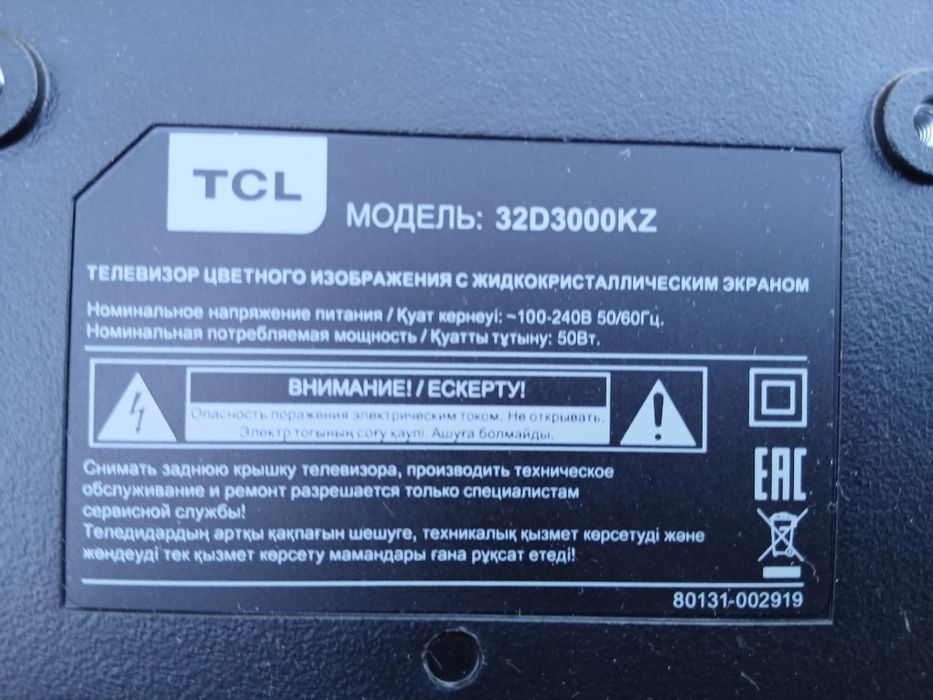 TCL
МОДЕЛЬ: 32D3000KZ
ТЕЛЕВИЗОР ЦВЕТНОГО ИЗОБРАЖЕНИЯ С ЖИДКОКРИСТАЛЛИЧЕСКИМ ЭКРАНОМ
Номинальное напряжение питания / Қуат кернеуі: ~100-240В 50/60Гц.
Номинальная потребляемая мощность / Қуатты тұтыну: 50Вт.
ВНИМАНИЕ! / ЕСКЕРТУ!
Опасность поражения электрическим током. Не открывать.
Электр тогының соғу қаупі. Ашуға болмайды.
Снимать заднюю крышку телевизора, производить техническое
обслуживание и ремонт разрешается только специалистам
сервисной службы!
Теледидардың артқы қақпағын шешуге, техникалық қызмет көрсетуді және
жөндеуді тек қызмет көрсету мамандары ғана рұқсат етеді!
EAC
80131-002919